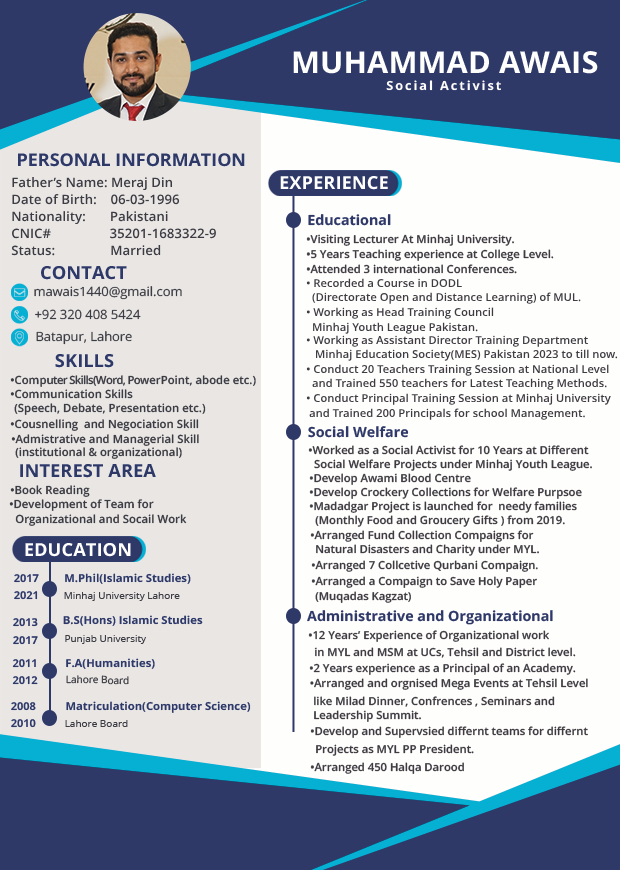 MUHAMMAD AWAIS
Social Activist
PERSONAL INFORMATION
Father's Name: Meraj Din
Date of Birth: 06-03-1996
Nationality: Pakistani
CNIC# 35201-1683322-9
Status: Married
CONTACT
mawais1440@gmail.com
+92 320 408 5424
Batapur, Lahore
SKILLS
•Computer Skills(Word, PowerPoint, abode etc.)
•Communication Skills
(Speech, Debate, Presentation etc.)
•Cousnelling and Negociation Skill
•Admistrative and Managerial Skill
(institutional & organizational)
INTEREST AREA
•Book Reading
•Development of Team for
Organizational and Socail Work
EDUCATION
2017 M.Phil(Islamic Studies)
2021 Minhaj University Lahore
2013 B.S(Hons) Islamic Studies
2017 Punjab University
2011 F.A(Humanities)
2012 Lahore Board
2008 Matriculation(Computer Science)
2010 Lahore Board
EXPERIENCE
Educational
•Visiting Lecturer At Minhaj University.
•5 Years Teaching experience at College Level.
•Attended 3 international Conferences.
• Recorded a Course in DODL
(Directorate Open and Distance Learning) of MUL.
• Working as Head Training Council
Minhaj Youth League Pakistan.
• Working as Assistant Director Training Department
Minhaj Education Society(MES) Pakistan 2023 to till now.
• Conduct 20 Teachers Training Session at National Level
and Trained 550 teachers for Latest Teaching Methods.
• Conduct Principal Training Session at Minhaj University
and Trained 200 Principals for school Management.
Social Welfare
•Worked as a Social Activist for 10 Years at Different
Social Welfare Projects under Minhaj Youth League.
•Develop Awami Blood Centre
•Develop Crockery Collections for Welfare Purpsoe
•Madadgar Project is launched for needy families
(Monthly Food and Groucery Gifts ) from 2019.
•Arranged Fund Collection Campaigns for
Natural Disasters and Charity under MYL.
•Arranged 7 Collcetive Qurbani Campaign.
•Arranged a Compaign to Save Holy Paper
(Muqadas Kagzat)
Administrative and Organizational
•12 Years' Experience of Organizational work
in MYL and MSM at UCs, Tehsil and District level.
•2 Years experience as a Principal of an Academy.
•Arranged and orgnised Mega Events at Tehsil Level
like Milad Dinner, Confrences , Seminars and
Leadership Summit.
•Develop and Supervsied differnt teams for differnt
Projects as MYL PP President.
•Arranged 450 Halqa Darood